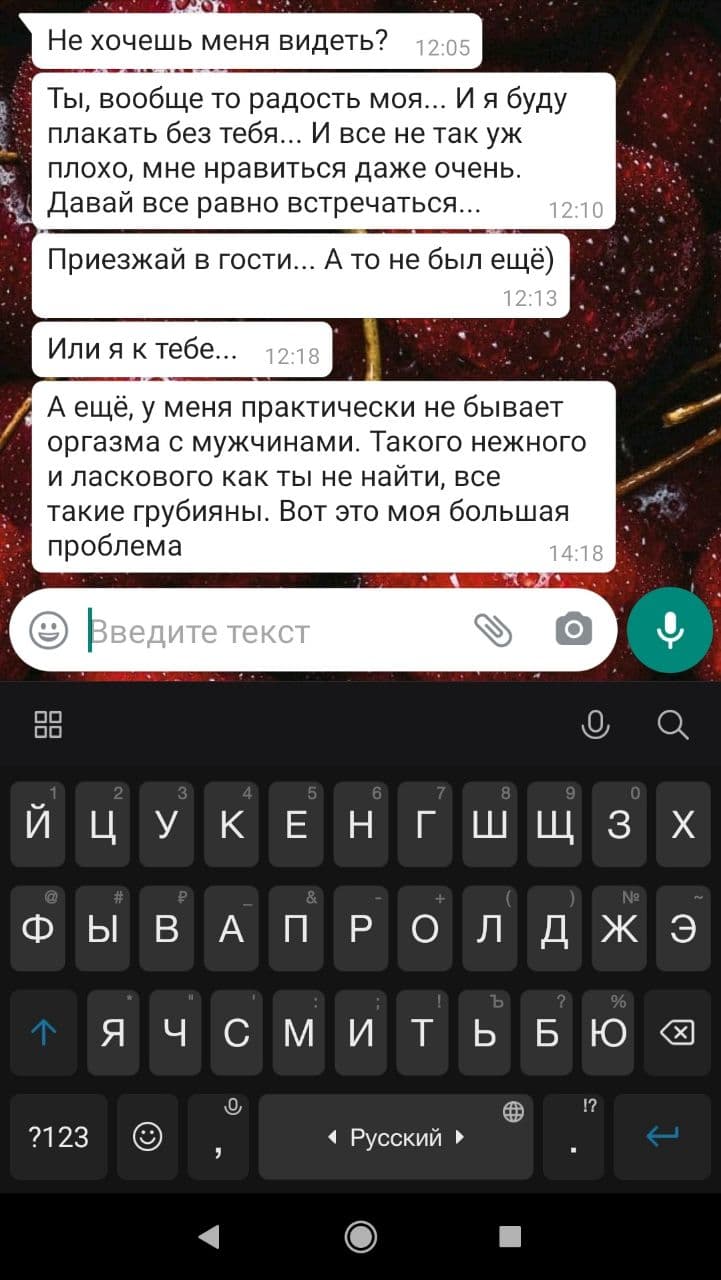 Не хочешь меня видеть? 12:05
Ты, вообще то радость моя... И я буду
плакать без тебя... И все не так уж
плохо, мне нравиться даже очень.
Давай все равно встречаться... 12:10
Приезжай в гости... А то не был ещё)
12:13
Или я к тебе... 12:18
А ещё, у меня практически не бывает
оргазма с мужчинами. Такого нежного
и ласкового как ты не найти, все
такие грубияны. Вот это моя большая
проблема 14:18
Введите текст
1 2 3 4 5 6 7 8 9 0
Й Ц У К Е Н Г Ш Щ З Х
@ # ₽ _ & - + ( ) № ~
Ф Ы В А П Р О Л Д Ж Э
* " ' : ; ! Ъ ? %
Я Ч С М И Т Ь Б Ю
!?
?123 , Русский .